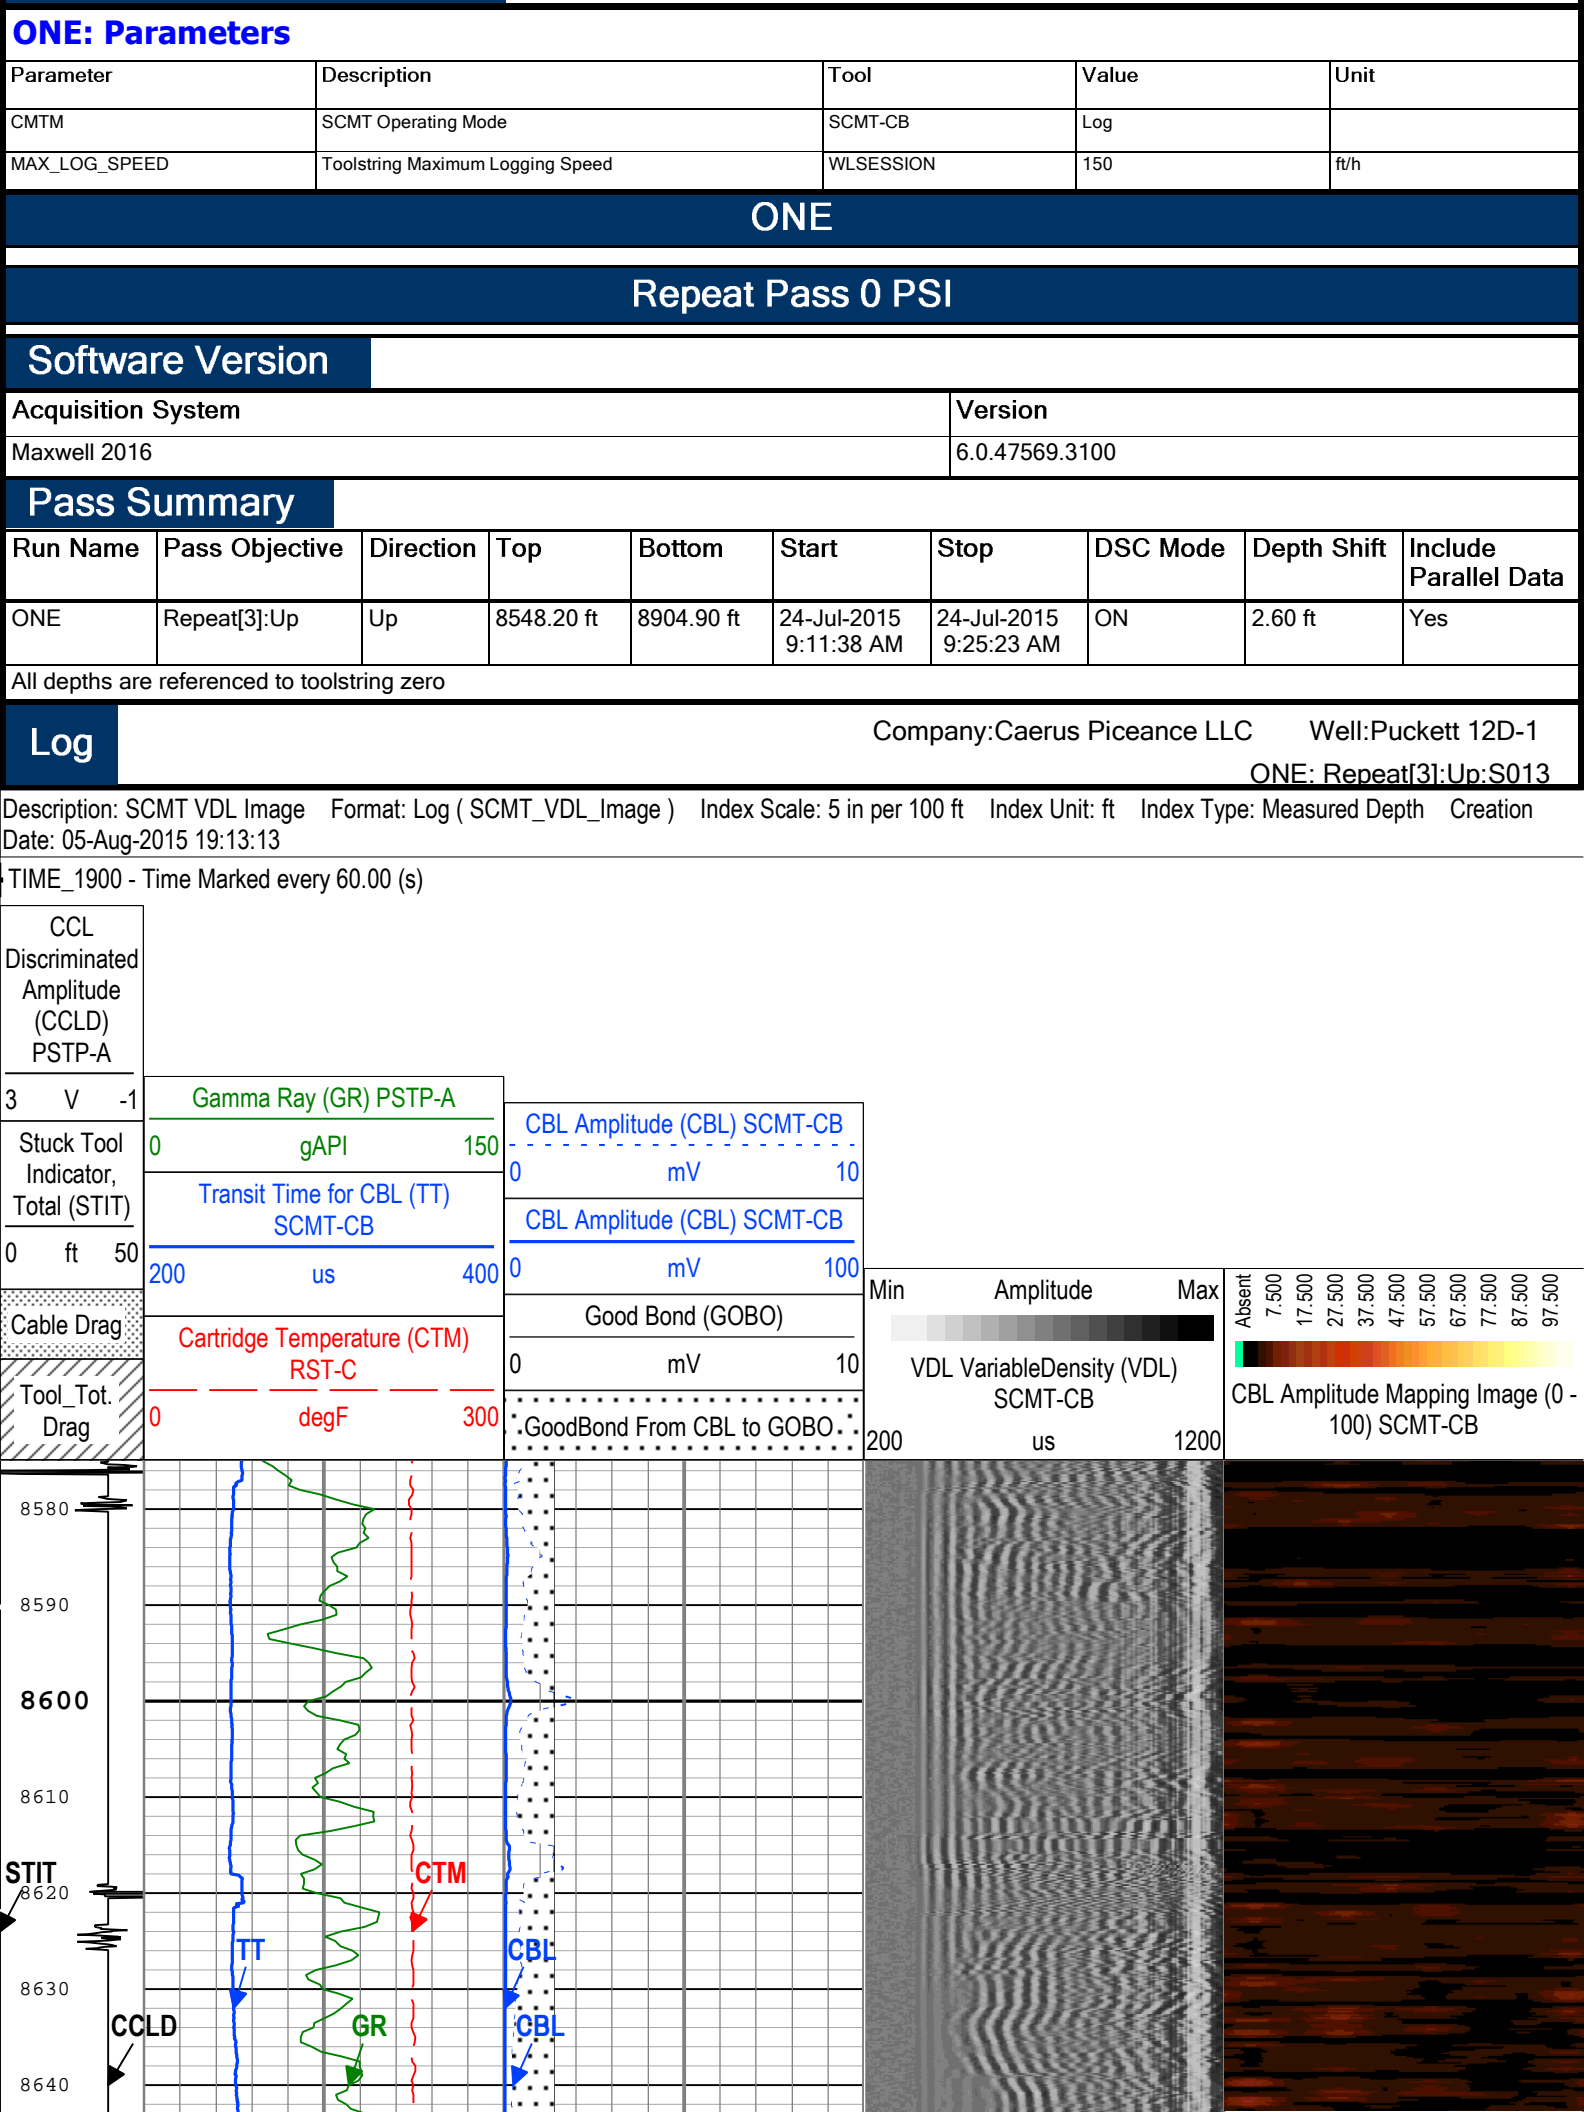 ONE: Parameters
Parameter Description Tool Value Unit
CMTM SCMT Operating Mode SCMT-CB Log
MAX_LOG_SPEED Toolstring Maximum Logging Speed WLSESSION 150 ft/h
ONE
Repeat Pass 0 PSI
Software Version
Acquisition System Version
Maxwell 2016 6.0.47569.3100
Pass Summary
Run Name Pass Objective Direction Top Bottom Start Stop DSC Mode Depth Shift Include
Parallel Data
ONE Repeat[3]:Up Up 8548.20 ft 8904.90 ft 24-Jul-2015 24-Jul-2015 ON 2.60 ft Yes
9:11:38 AM 9:25:23 AM
All depths are referenced to toolstring zero
Log
Company:Caerus Piceance LLC Well:Puckett 12D-1
ONE: Repeat[3]:Up:S013
Description: SCMT VDL Image Format: Log ( SCMT_VDL_Image ) Index Scale: 5 in per 100 ft Index Unit: ft Index Type: Measured Depth Creation
Date: 05-Aug-2015 19:13:13
TIME_1900 - Time Marked every 60.00 (s)
CCL
Discriminated
Amplitude
(CCLD)
PSTP-A
3 V -1
Stuck Tool
Indicator,
Total (STIT)
0 ft 50
Cable Drag
Tool_Tot.
Drag
Gamma Ray (GR) PSTP-A
0 gAPI 150
Transit Time for CBL (TT)
SCMT-CB
200 us 400
Cartridge Temperature (CTM)
RST-C
0 degF 300
CBL Amplitude (CBL) SCMT-CB
0 mV 10
CBL Amplitude (CBL) SCMT-CB
0 mV 100
Good Bond (GOBO)
0 mV 10
GoodBond From CBL to GOBO
Min Amplitude Max
VDL VariableDensity (VDL)
SCMT-CB
200 us 1200
Absent 7.500 17.500 27.500 37.500 47.500 57.500 67.500 77.500 87.500 97.500
CBL Amplitude Mapping Image (0 -
100) SCMT-CB
8580
8590
8600
8610
STIT CTM
8620
TT CBL
8630
CCLD GR CBL
8640